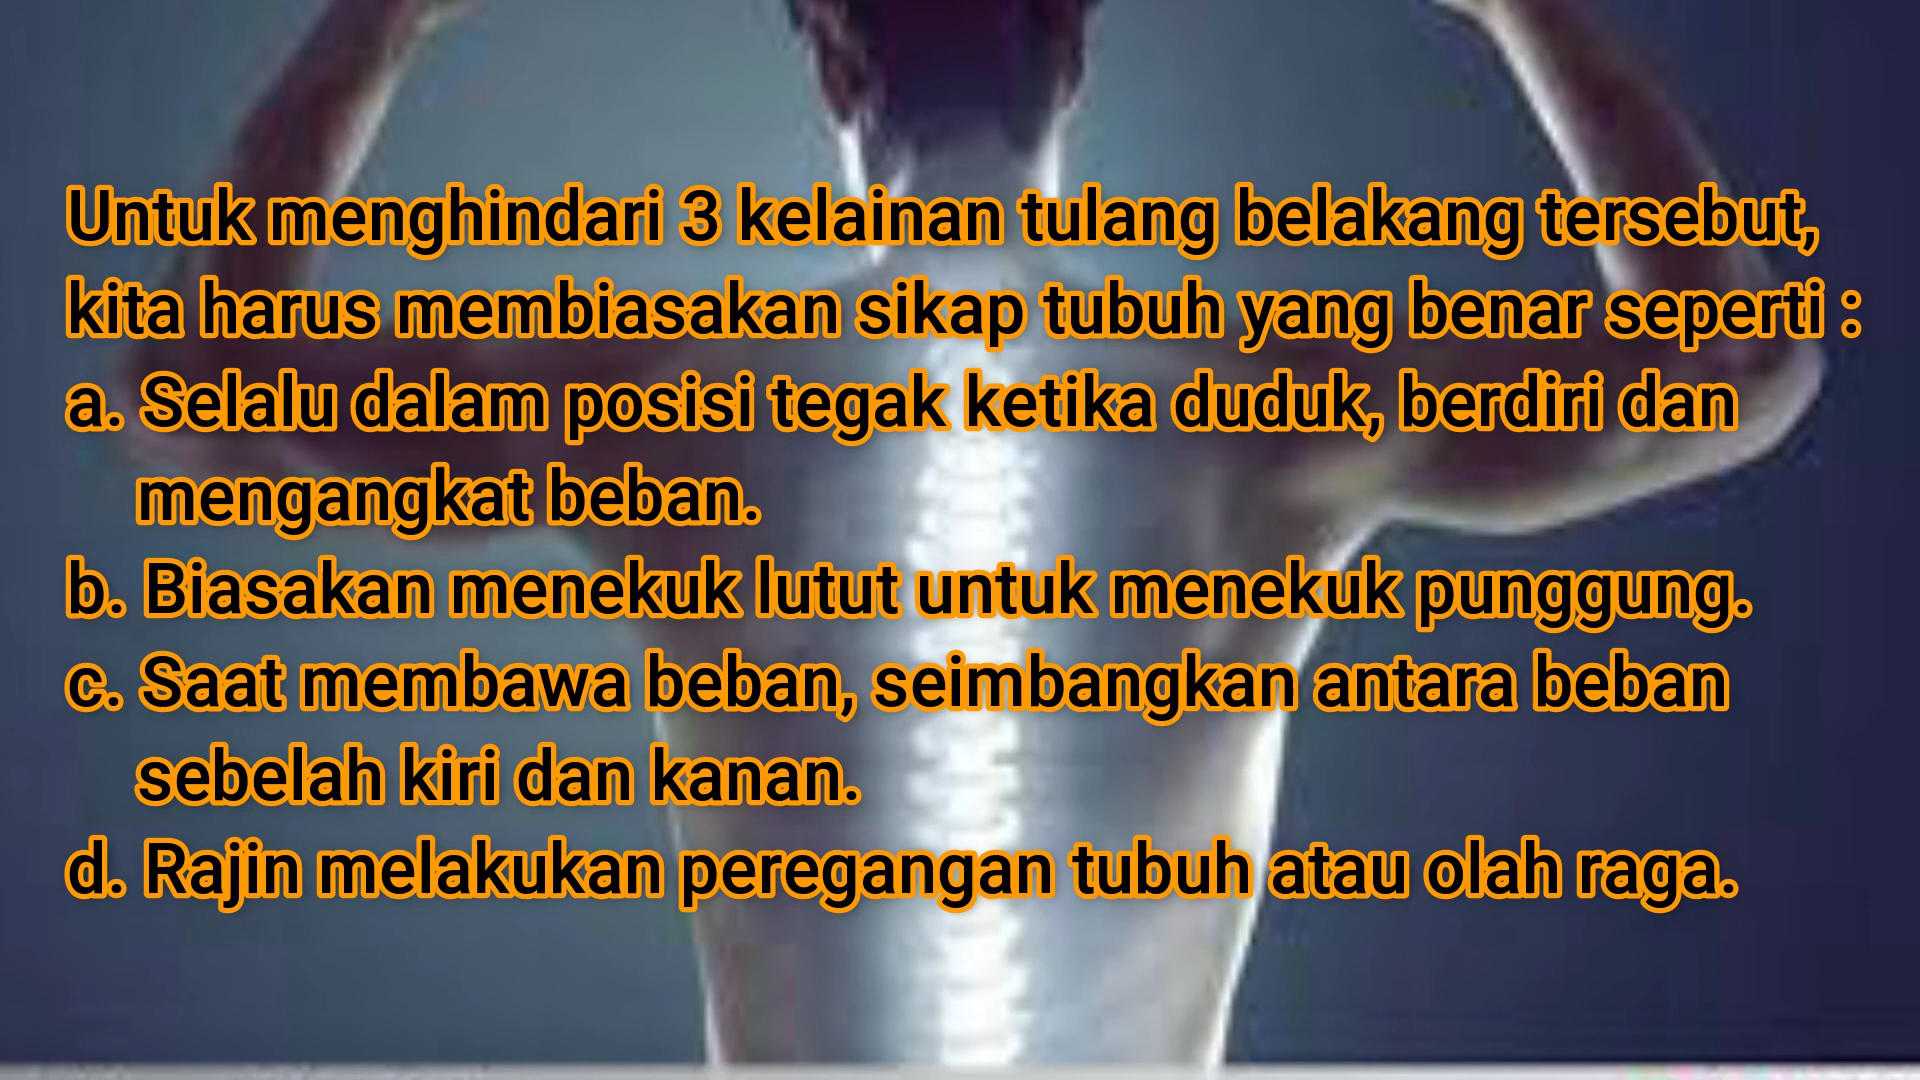 Untuk menghindari 3 kelainan tulang belakang tersebut,
kita harus membiasakan sikap tubuh yang benar seperti :
a. Selalu dalam posisi tegak ketika duduk, berdiri dan
mengangkat beban.
b. Biasakan menekuk lutut untuk menekuk punggung.
c. Saat membawa beban, seimbangkan antara beban
sebelah kiri dan kanan.
d. Rajin melakukan peregangan tubuh atau olah raga.